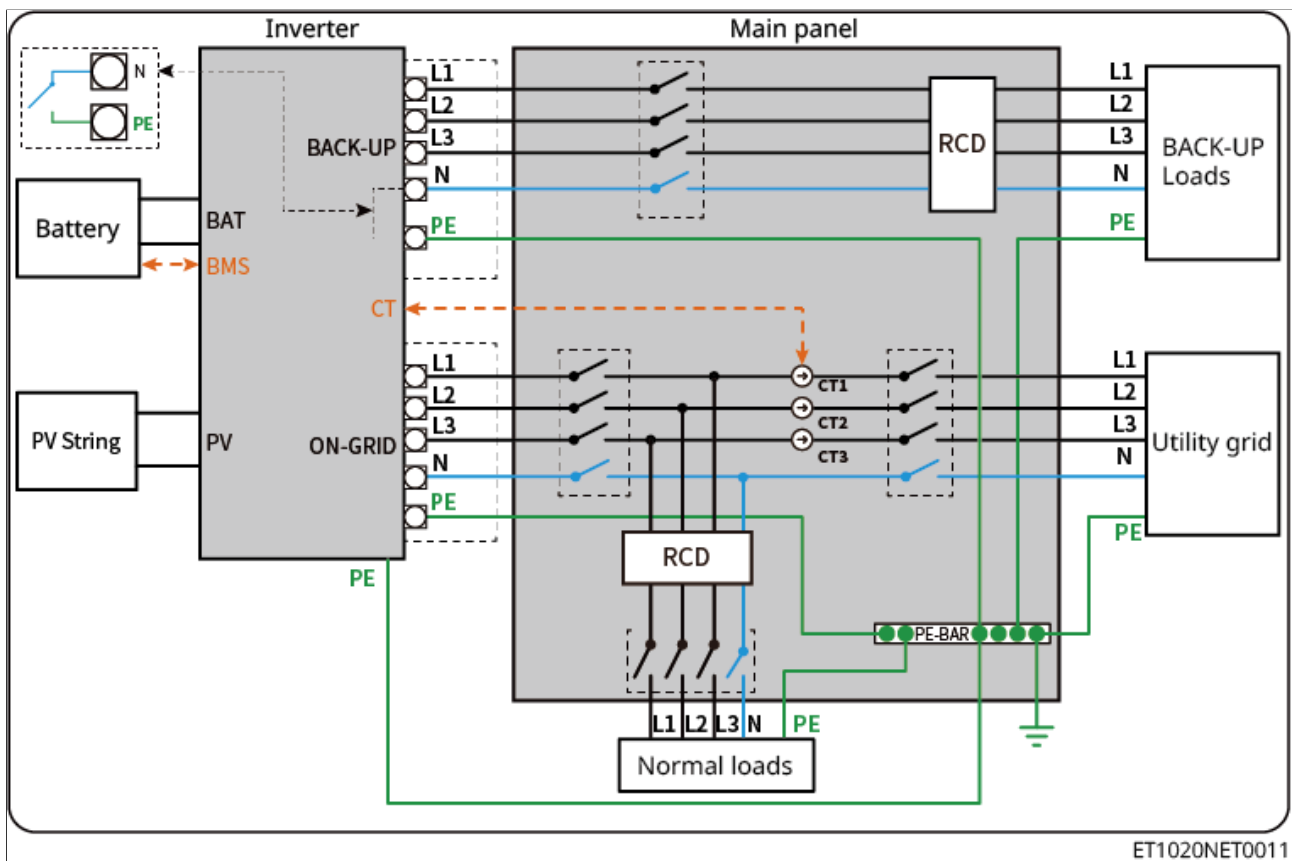 Inverter
Main panel
N
PE
BACK-UP
L1
L2
L3
N
PE
RCD
L1
L2
L3
N
PE
BACK-UP
Loads
Battery
BAT
BMS
CT
PV String
PV
ON-GRID
L1
L2
L3
N
PE
CT1
CT2
CT3
L1
L2
L3
N
PE
Utility grid
RCD
PE
PE-BAR
L1
L2
L3
N
PE
Normal loads
ET1020NET0011